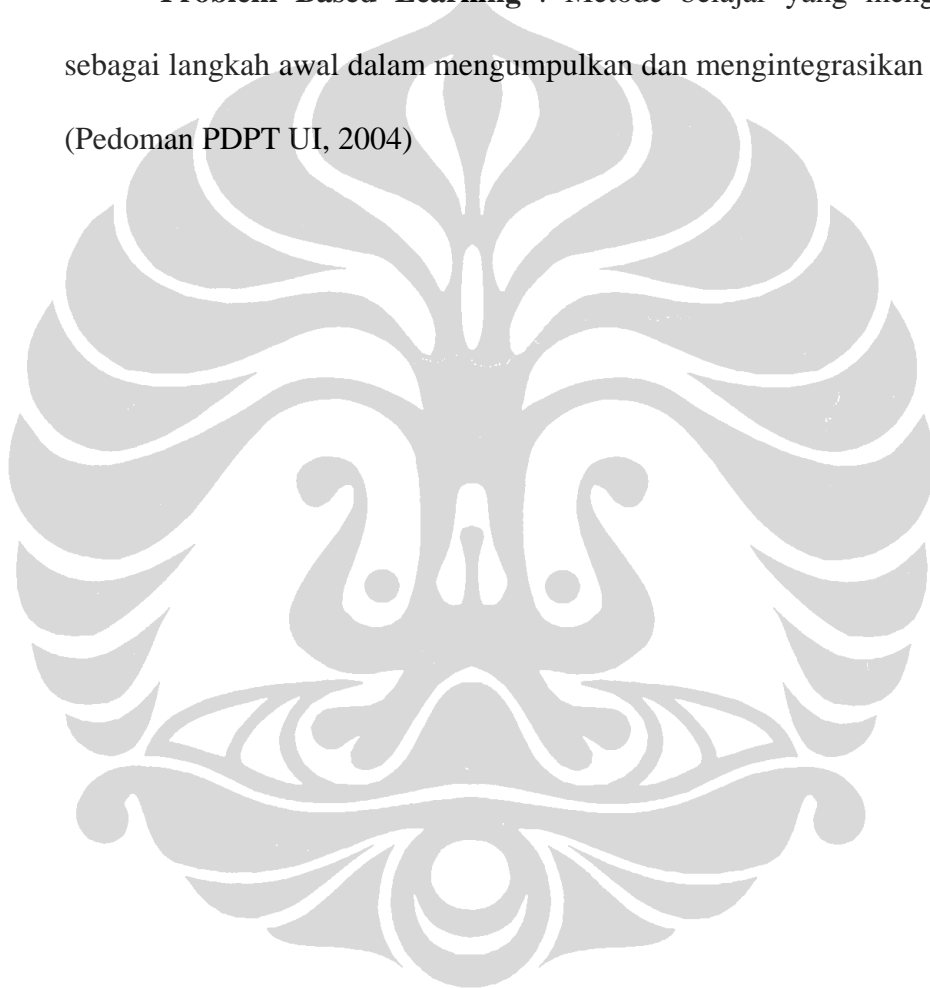 Problem Based Learning : Metode belajar yang
sebagai langkah awal dalam mengumpulkan dan mengintegrasikan
(Pedoman PDPT UI, 2004)